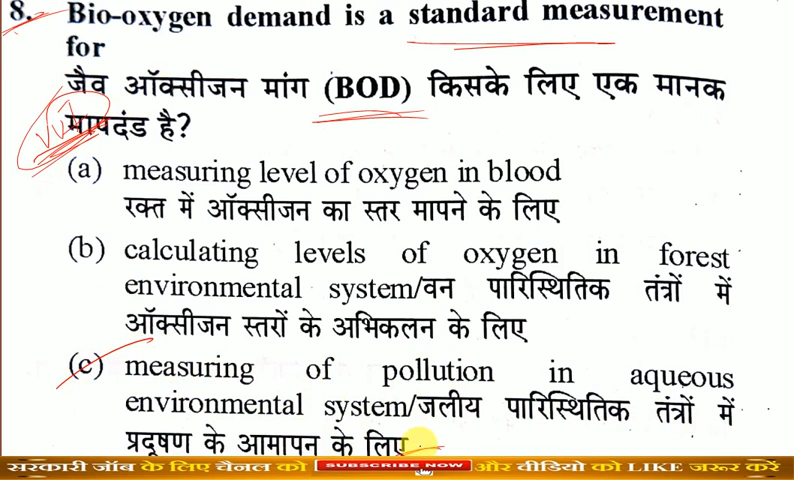 8. Bio-oxygen demand is a standard measurement
for
जैव ऑक्सीजन मांग (BOD) किसके लिए एक मानक
मापदंड है?
(a) measuring level of oxygen in blood
रक्त में ऑक्सीजन का स्तर मापने के लिए
(b) calculating levels of oxygen in forest
environmental system/वन पारिस्थितिक तंत्रों में
ऑक्सीजन स्तरों के अभिकलन के लिए
(c) measuring of pollution in aqueous
environmental system/जलीय पारिस्थितिक तंत्रों में
प्रदूषण के आमापन के लिए
सरकारी जॉब के लिए चैनल को SUBSCRIBE NOW और वीडियो को LIKE जरूर करें